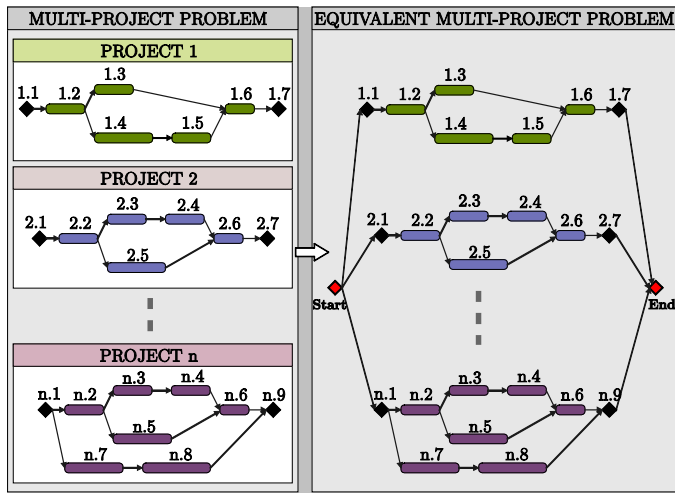 MULTI-PROJECT PROBLEM
PROJECT 1
1.1 1.2 1.3 1.4 1.5 1.6 1.7
PROJECT 2
2.1 2.2 2.3 2.4 2.5 2.6 2.7
PROJECT n
n.1 n.2 n.3 n.4 n.5 n.6 n.9
n.7 n.8
EQUIVALENT MULTI-PROJECT PROBLEM
1.1 1.2 1.3 1.4 1.5 1.6 1.7
2.1 2.2 2.3 2.4 2.5 2.6 2.7
Start
End
n.1 n.2 n.3 n.4 n.5 n.6 n.9
n.7 n.8